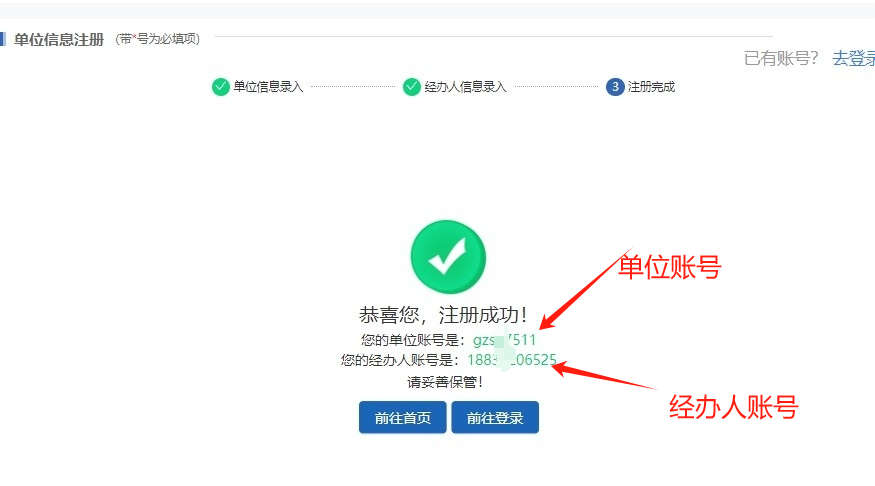 单位信息注册 (带*号为必填项)
已有账号? 去登录
单位信息录入
经办人信息录入
3 注册完成
单位账号
恭喜您，注册成功！
您的单位账号是：gzs 7511
您的经办人账号是：188 206525
请妥善保管！
经办人账号
前往首页
前往登录